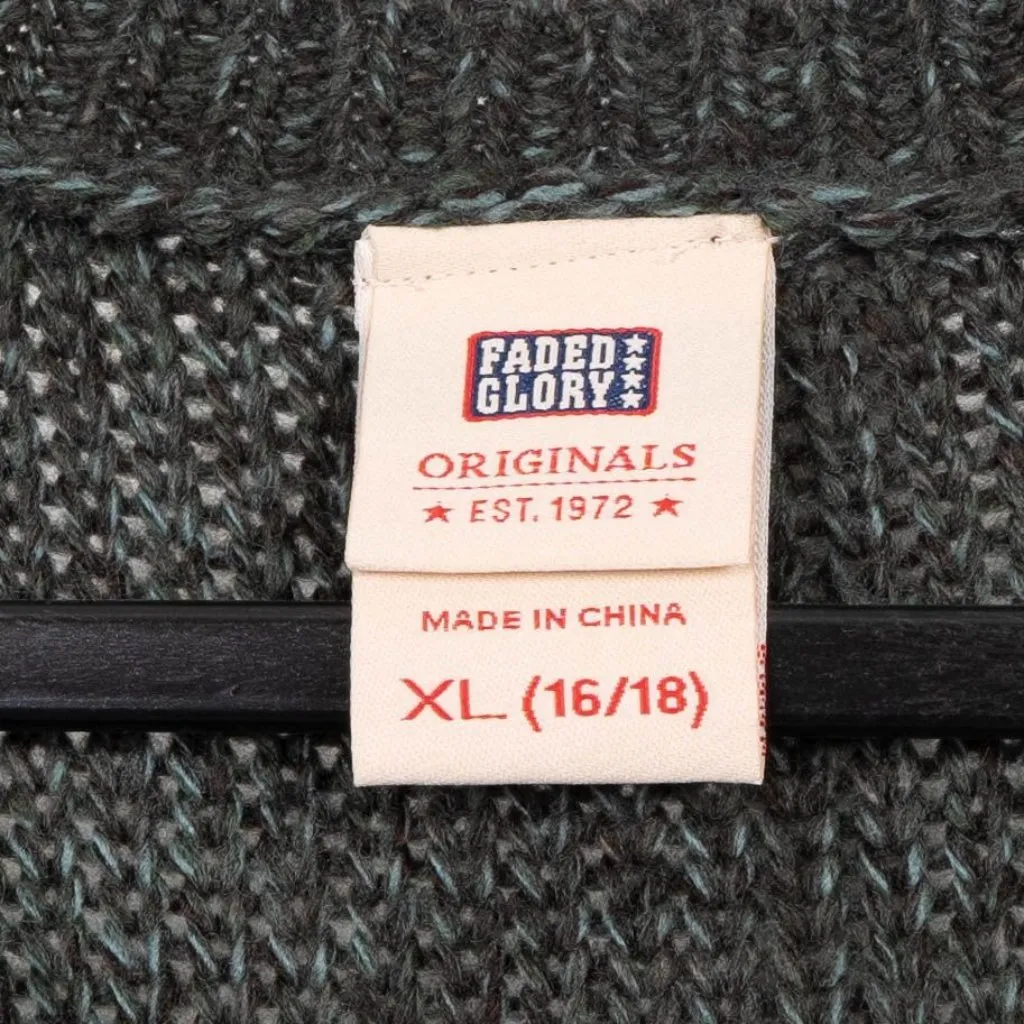 FADED
GLORY
ORIGINALS
EST. 1972
MADE IN CHINA
XL (16/18)